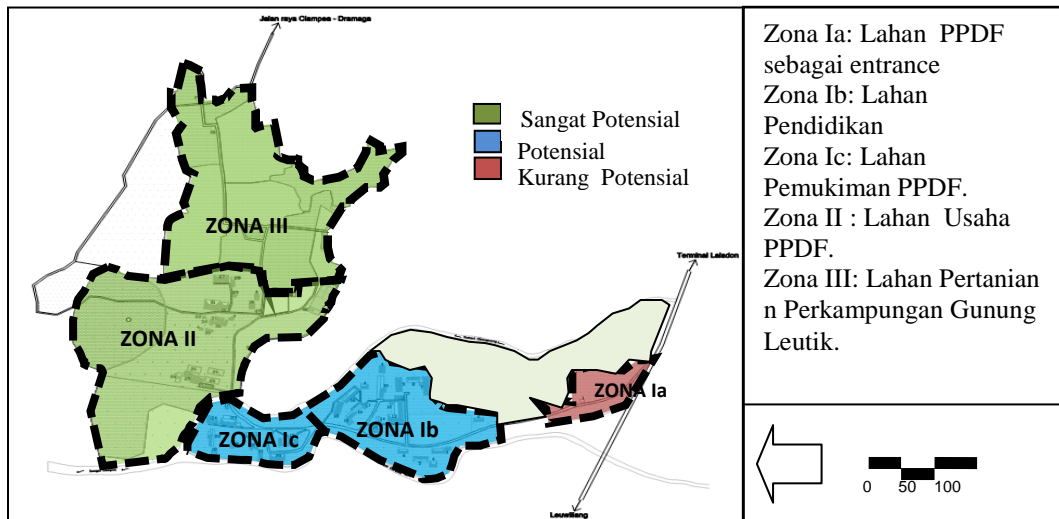 Jalan raya Ciampea - Dramaga
Sangat Potensial
Potensial
Kurang Potensial
ZONA III
Terminal Laladon
ZONA II
ZONA Ia
ZONA Ic
ZONA Ib
Leuwiliang
Zona Ia: Lahan PPDF
sebagai entrance
Zona Ib: Lahan
Pendidikan
Zona Ic: Lahan
Pemukiman PPDF.
Zona II : Lahan Usaha
PPDF.
Zona III: Lahan Pertanian
n Perkampungan Gunung
Leutik.
0 50 100